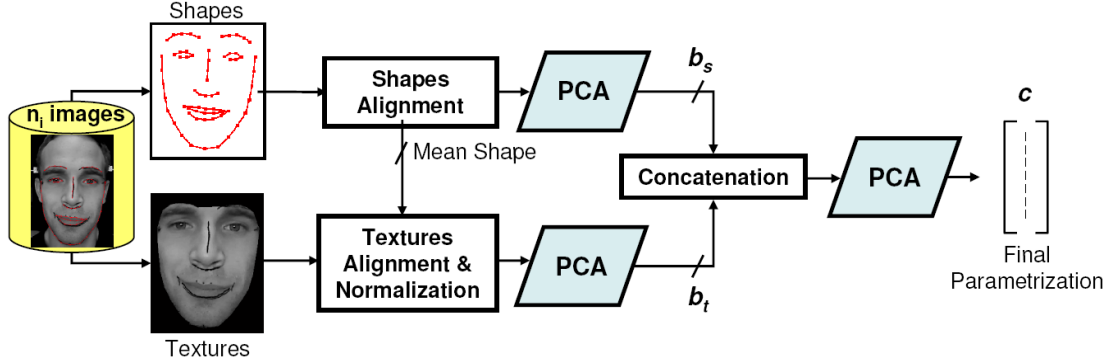 Shapes
n_i images
Shapes
Alignment
PCA
b_s
Mean Shape
Concatenation
PCA
c
Textures
Alignment &
Normalization
PCA
b_t
Final
Parametrization
Textures